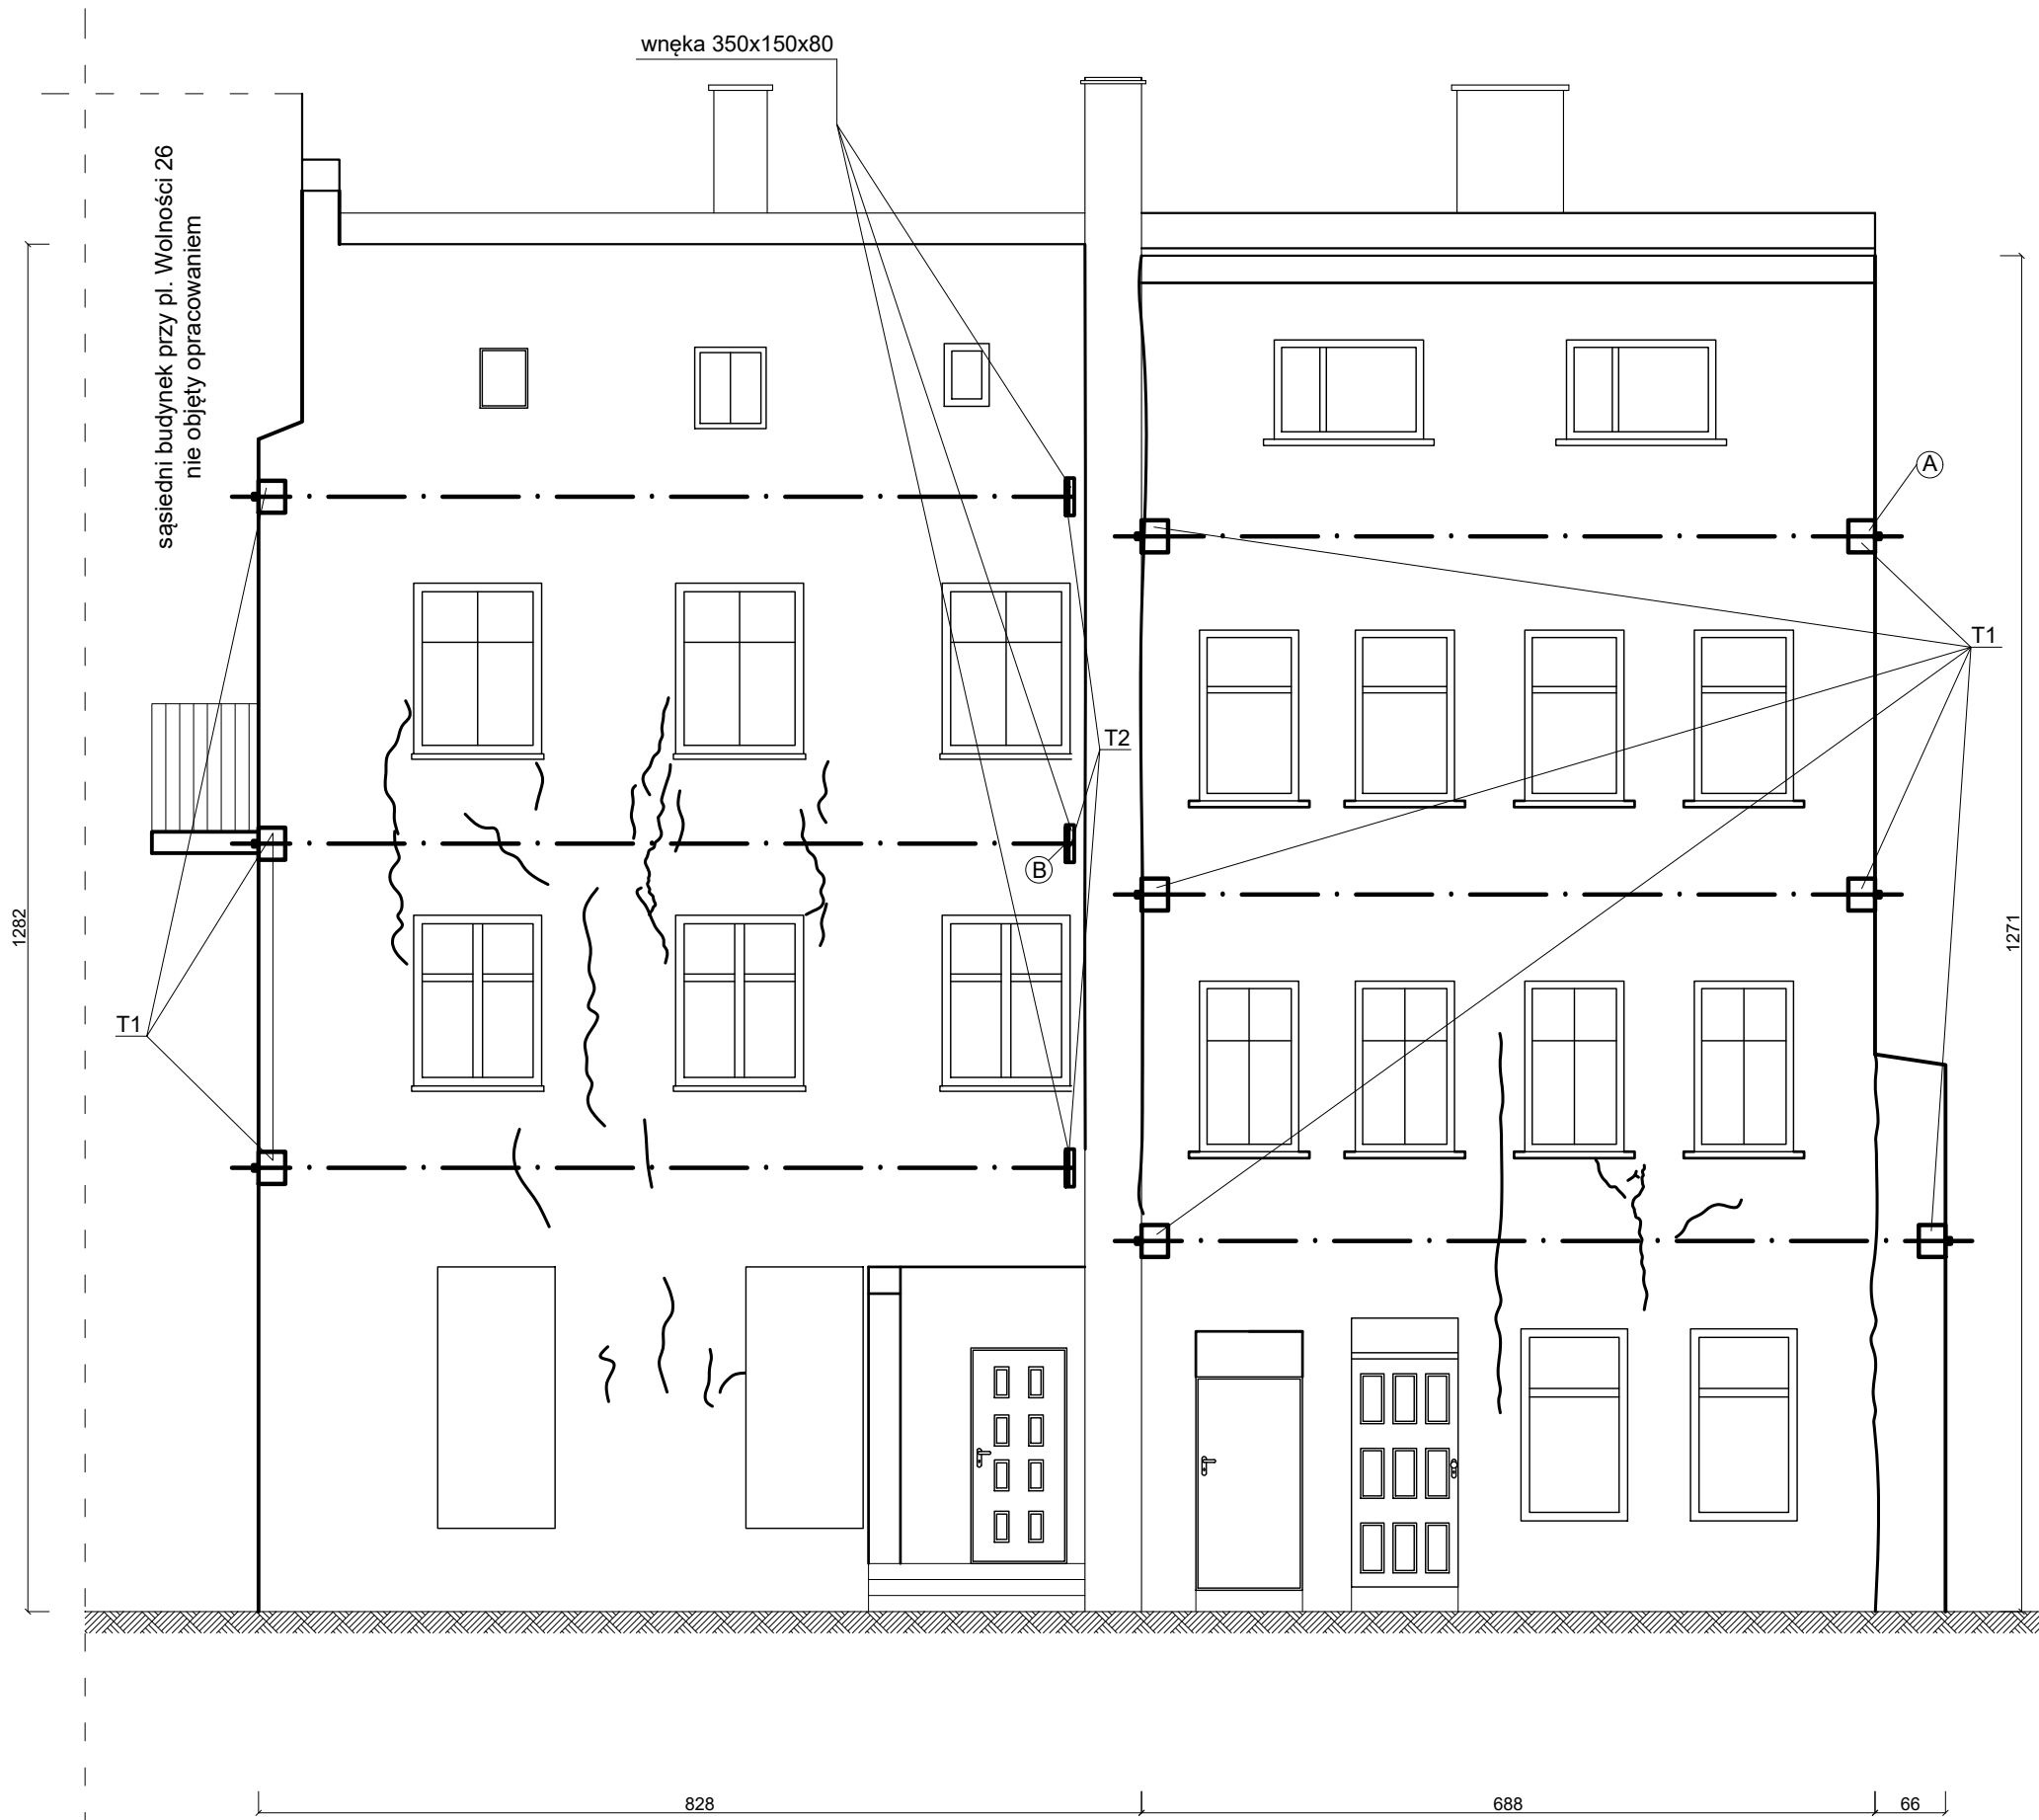 wnęka 350x150x80
sąsiedni budynek przy pl. Wolności 26
nie objęty opracowaniem
A
T1
T2
B
1282
1271
T1
828
688
66